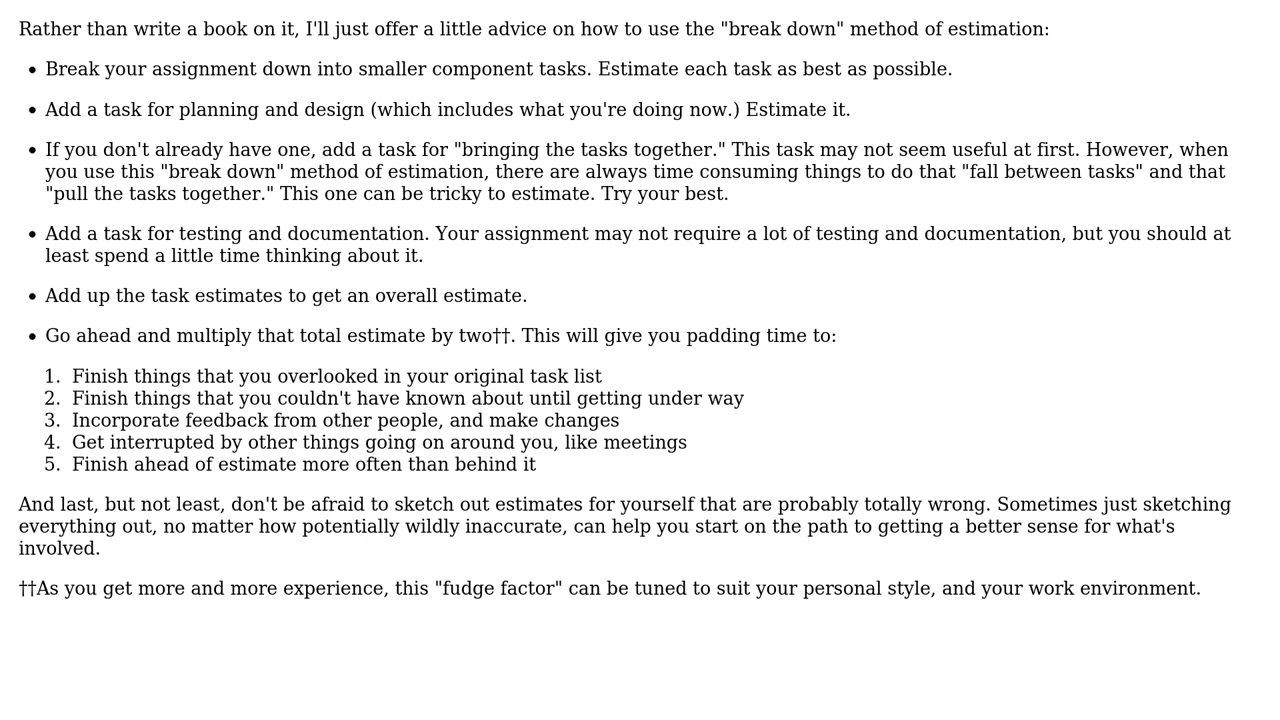 Rather than write a book on it, I'll just offer a little advice on how to use the "break down" method of estimation:
• Break your assignment down into smaller component tasks. Estimate each task as best as possible.
• Add a task for planning and design (which includes what you're doing now.) Estimate it.
• If you don't already have one, add a task for "bringing the tasks together." This task may not seem useful at first. However, when
you use this "break down" method of estimation, there are always time consuming things to do that "fall between tasks" and that
"pull the tasks together." This one can be tricky to estimate. Try your best.
• Add a task for testing and documentation. Your assignment may not require a lot of testing and documentation, but you should at
least spend a little time thinking about it.
• Add up the task estimates to get an overall estimate.
• Go ahead and multiply that total estimate by two††. This will give you padding time to:
1. Finish things that you overlooked in your original task list
2. Finish things that you couldn't have known about until getting under way
3. Incorporate feedback from other people, and make changes
4. Get interrupted by other things going on around you, like meetings
5. Finish ahead of estimate more often than behind it
And last, but not least, don't be afraid to sketch out estimates for yourself that are probably totally wrong. Sometimes just sketching
everything out, no matter how potentially wildly inaccurate, can help you start on the path to getting a better sense for what's
involved.
††As you get more and more experience, this "fudge factor" can be tuned to suit your personal style, and your work environment.